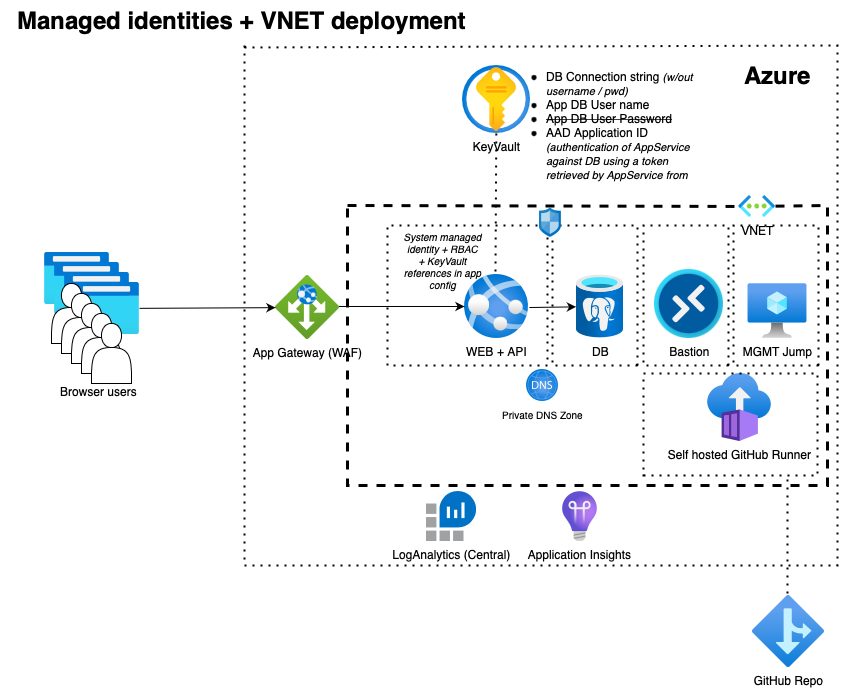 Managed identities + VNET deployment
Azure
DB Connection string (w/out
username / pwd)
App DB User name
App DB User Password
AAD Application ID
(authentication of AppService
against DB using a token
retrieved by AppService from
KeyVault
VNET
System managed
identity + RBAC
+ KeyVault
references in app
config
App Gateway (WAF)
WEB + API
DB
Bastion
MGMT Jump
Browser users
DNS
Private DNS Zone
Self hosted GitHub Runner
LogAnalytics (Central)
Application Insights
GitHub Repo